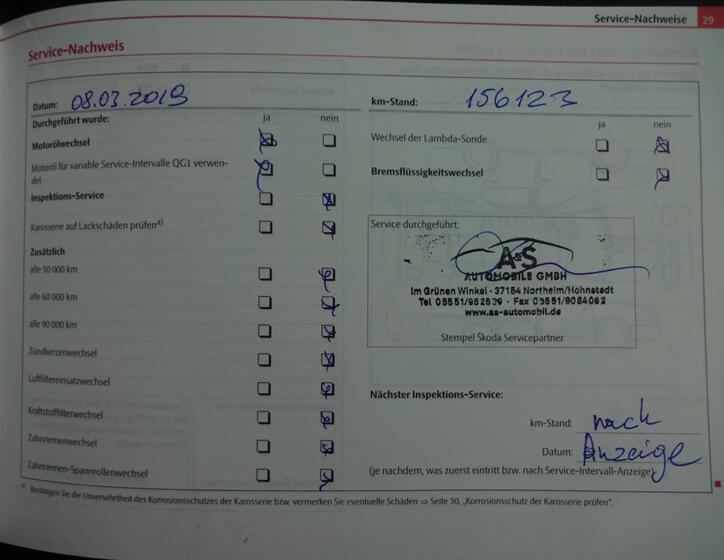 Service-Nachweise 29
Service-Nachweis
Datum: 08.03.2019
km-Stand: 156123
Durchgeführt wurde: ja nein
ja nein
Motorölwechsel
Wechsel der Lambda-Sonde
Motoröl für variable Service-Intervalle QG1 verwen-
det
Bremsflüssigkeitswechsel
Inspektions-Service
Karosserie auf Lackschäden prüfen a)
Service durchgeführt:
A&S
AUTOMOBILE GMBH
Im Grünen Winkel · 37154 Northeim/Hohnstedt
Tel 05551/982639 · Fax 05551/9084062
www.as-automobil.de
Stempel Škoda Servicepartner
Zusätzlich
alle 30 000 km
alle 60 000 km
alle 90 000 km
Zündkerzenwechsel
Luftfiltereinsatzwechsel
Kraftstofffilterwechsel
Zahnriemenwechsel
Zahnriemen-Spannrollenwechsel
Nächster Inspektions-Service:
km-Stand: nach
Datum: Anzeige
(je nachdem, was zuerst eintritt bzw. nach Service-Intervall-Anzeige)
a) Bestätigen Sie die Unversehrtheit des Korrosionsschutzes der Karosserie bzw. vermerken Sie eventuelle Schäden ⇒ Seite 30, „Korrosionsschutz der Karosserie prüfen".